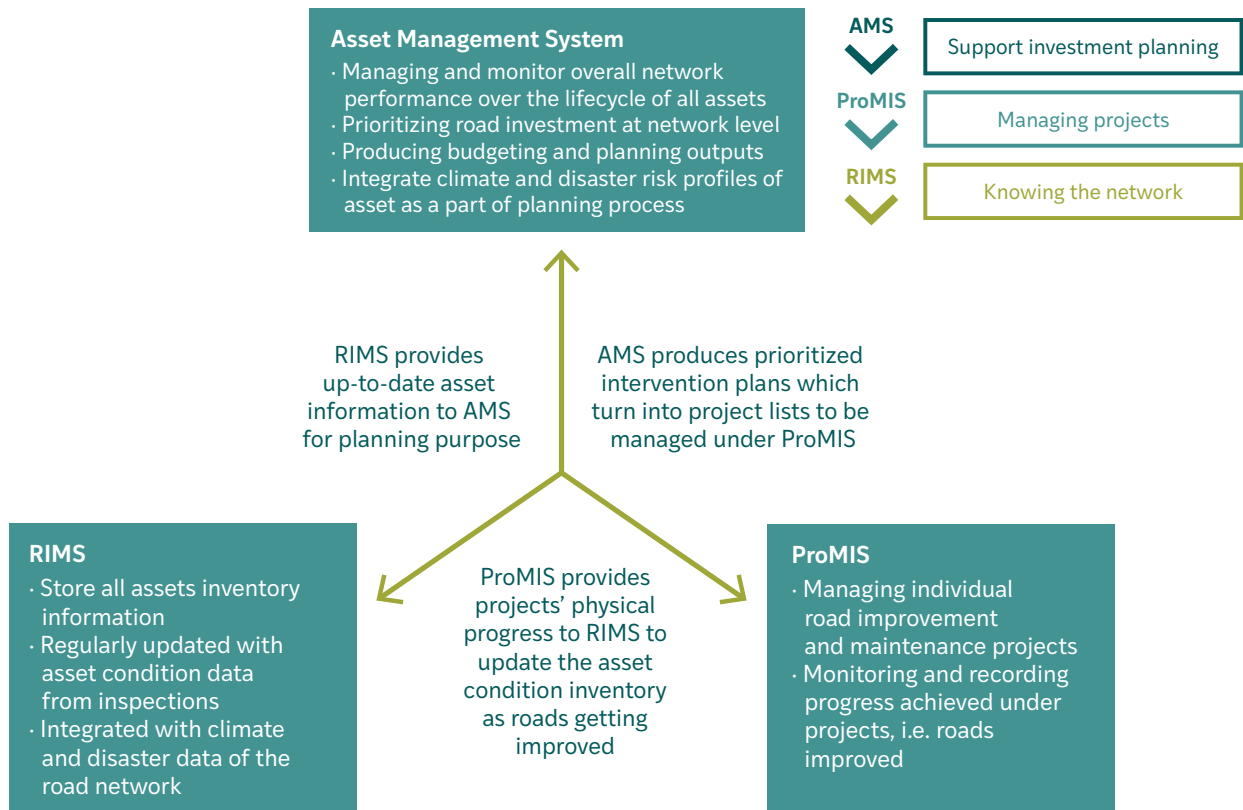 Asset Management System
· Managing and monitor overall network
performance over the lifecycle of all assets
· Prioritizing road investment at network level
· Producing budgeting and planning outputs
· Integrate climate and disaster risk profiles of
asset as a part of planning process
AMS
Support investment planning
ProMIS
Managing projects
RIMS
Knowing the network
RIMS provides
up-to-date asset
information to AMS
for planning purpose
AMS produces prioritized
intervention plans which
turn into project lists to be
managed under ProMIS
RIMS
· Store all assets inventory
information
· Regularly updated with
asset condition data
from inspections
· Integrated with climate
and disaster data of the
road network
ProMIS provides
projects’ physical
progress to RIMS to
update the asset
condition inventory
as roads getting
improved
ProMIS
· Managing individual
road improvement
and maintenance projects
· Monitoring and recording
progress achieved under
projects, i.e. roads
improved